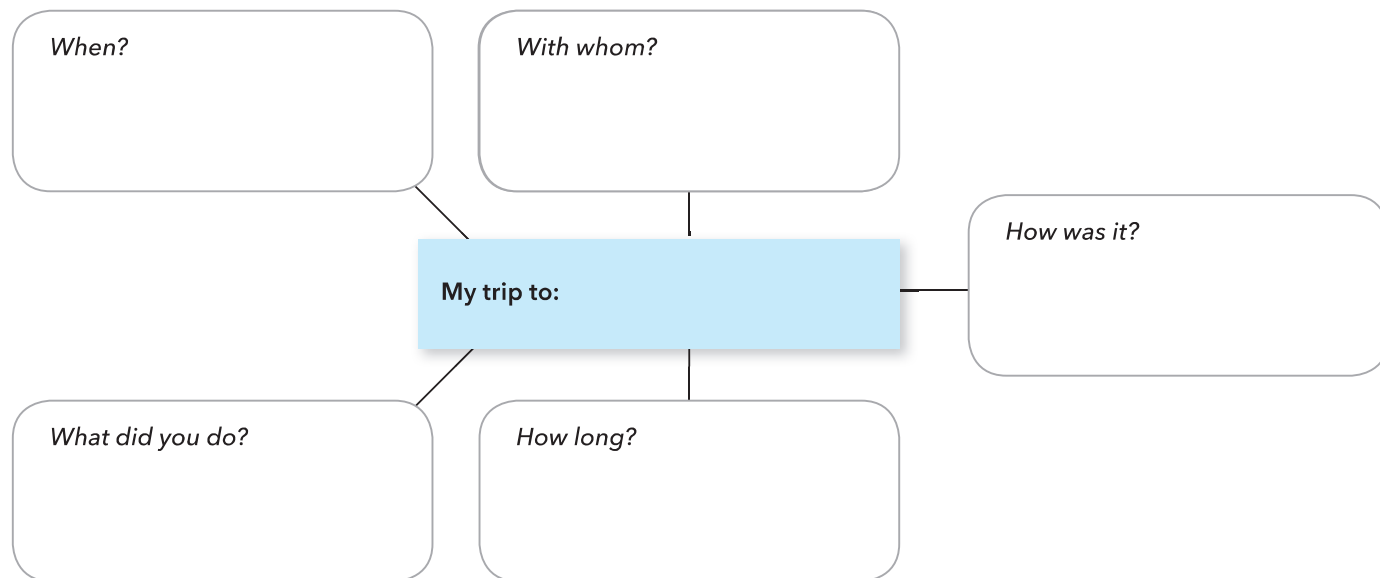 When?
With whom?
How was it?
My trip to:
What did you do?
How long?